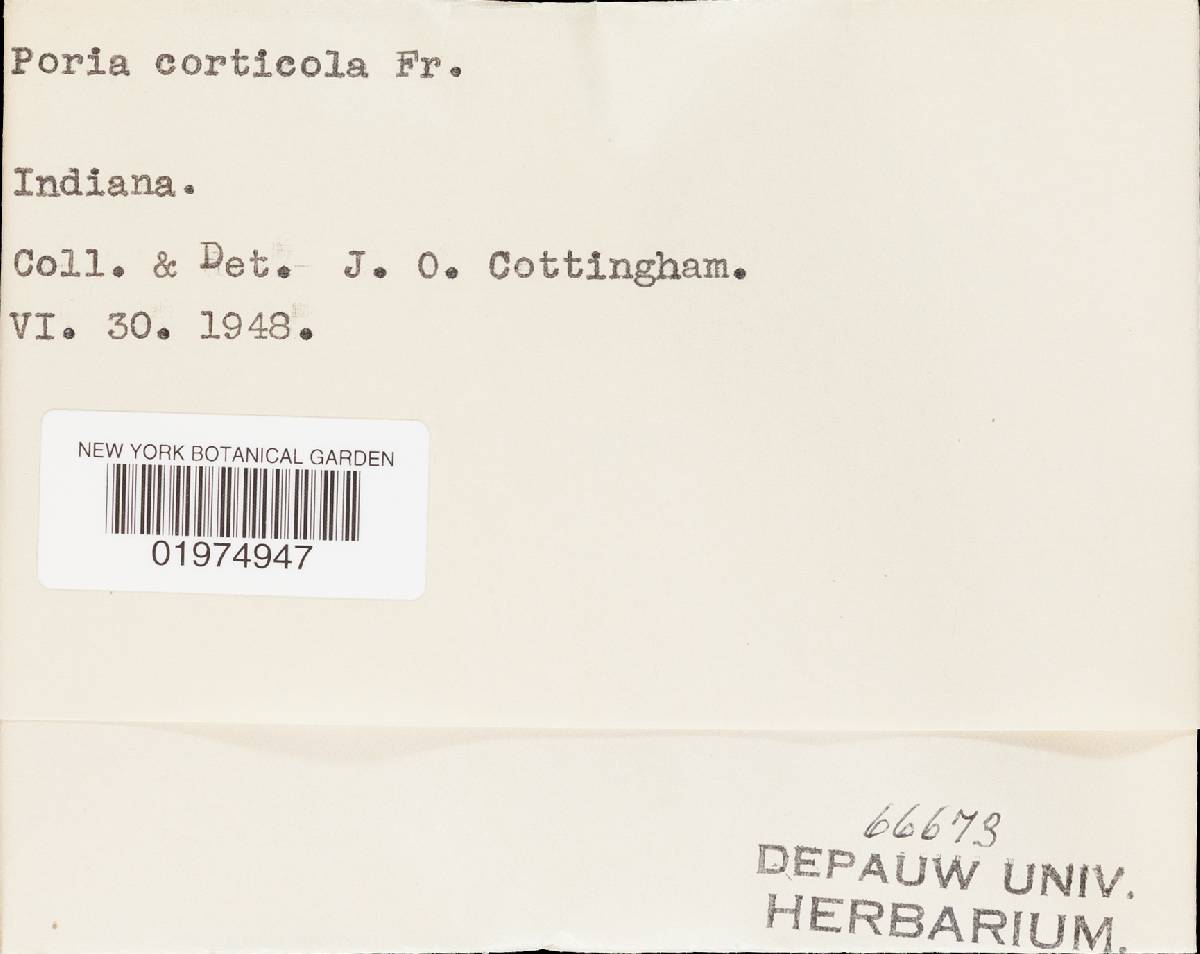 Poria corticola Fr.
Indiana.
Coll. & Det. J. O. Cottingham.
VI. 30. 1948.
NEW YORK BOTANICAL GARDEN
01974947
66673
DEPAUW UNIV.
HERBARIUM.